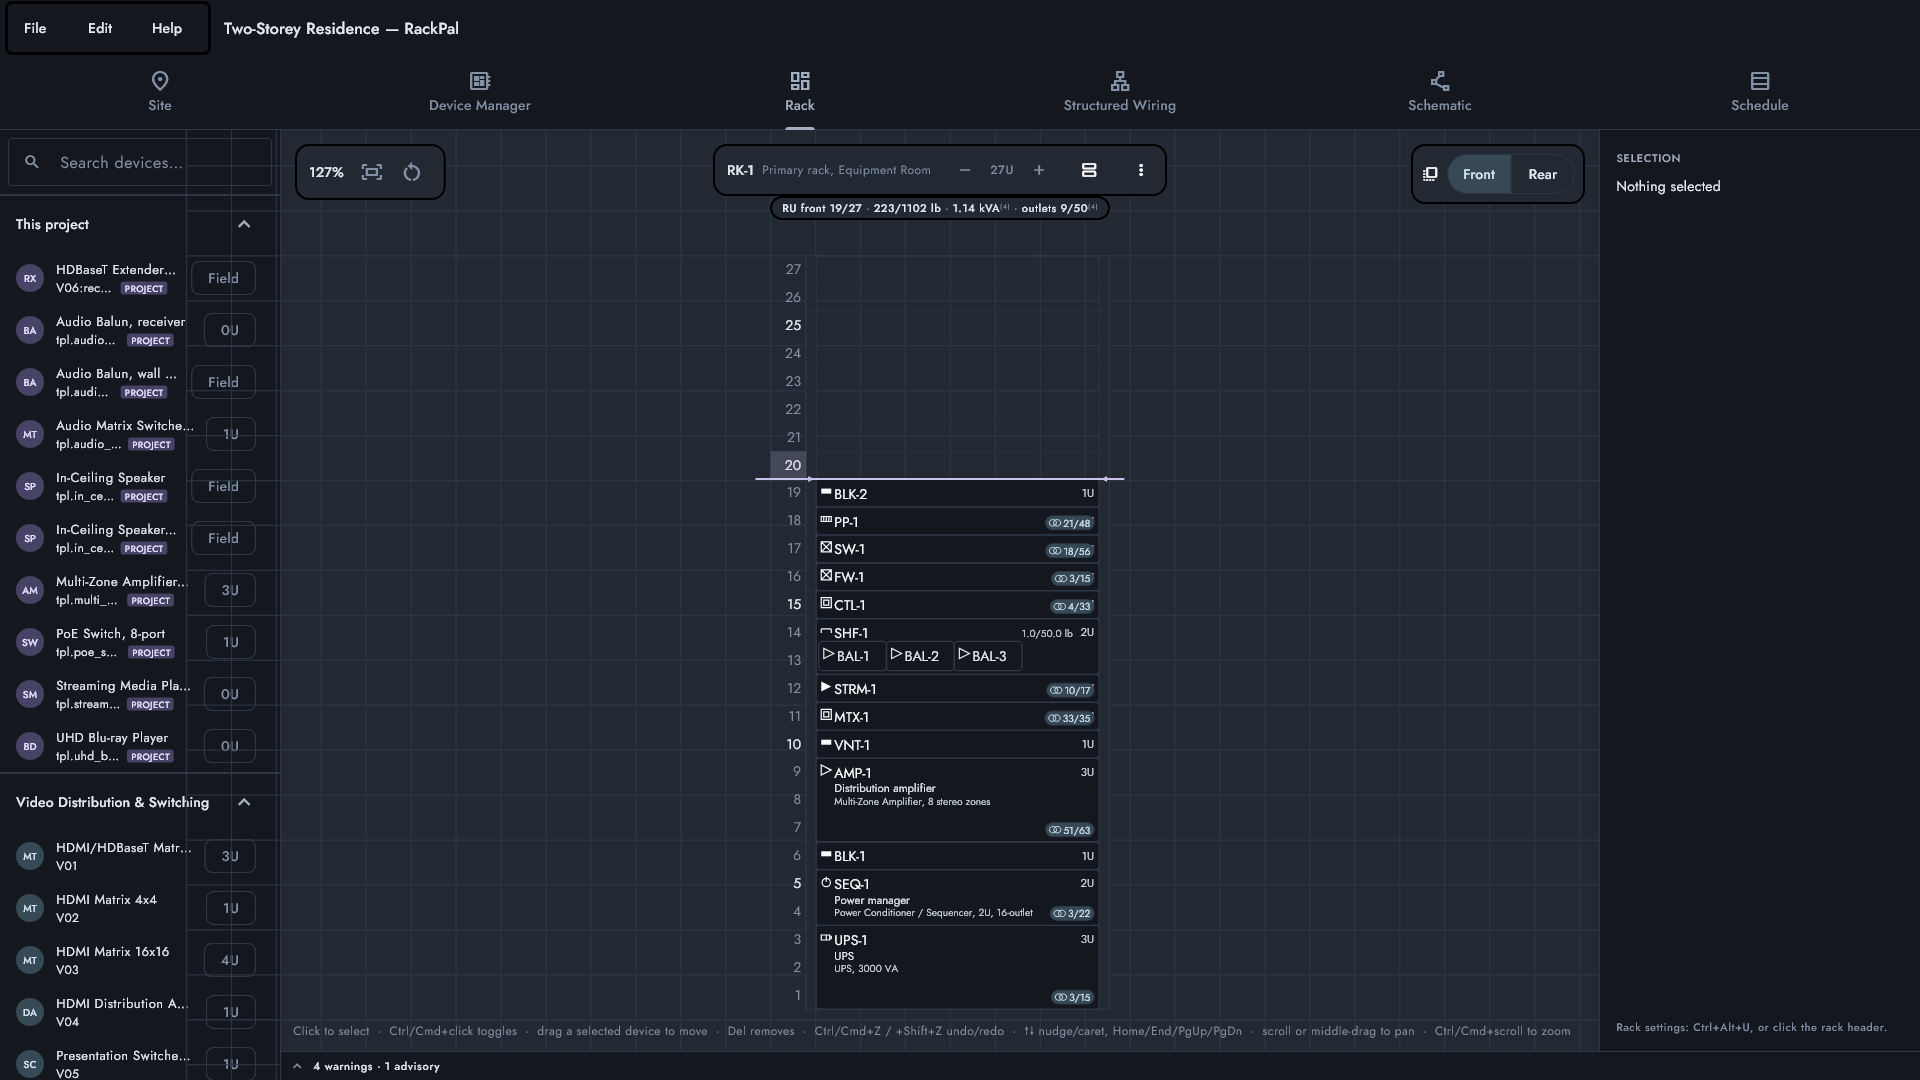 File Edit Help Two-Storey Residence — RackPal
Site Device Manager Rack Structured Wiring Schematic Schedule
Search devices...
127%
RK-1 Primary rack, Equipment Room — 27U +
RU front 19/27 · 223/1102 lb · 1.14 kVA(4) · outlets 9/50(4)
Front Rear
SELECTION
Nothing selected
This project
RX HDBaseT Extender... Field
V06:rec... PROJECT
BA Audio Balun, receiver 0U
tpl.audio... PROJECT
BA Audio Balun, wall ... Field
tpl.audi... PROJECT
MT Audio Matrix Switche... 1U
tpl.audio_... PROJECT
SP In-Ceiling Speaker Field
tpl.in_ce... PROJECT
SP In-Ceiling Speaker... Field
tpl.in_ce... PROJECT
AM Multi-Zone Amplifier... 3U
tpl.multi_... PROJECT
SW PoE Switch, 8-port 1U
tpl.poe_s... PROJECT
SM Streaming Media Pla... 0U
tpl.stream... PROJECT
BD UHD Blu-ray Player 0U
tpl.uhd_b... PROJECT
Video Distribution & Switching
MT HDMI/HDBaseT Matr... 3U
V01
MT HDMI Matrix 4x4 1U
V02
MT HDMI Matrix 16x16 4U
V03
DA HDMI Distribution A... 1U
V04
SC Presentation Switche... 1U
V05
27
26
25
24
23
22
21
20
19 BLK-2 1U
18 PP-1 21/48
17 SW-1 18/56
16 FW-1 3/15
15 CTL-1 4/33
14 SHF-1 1.0/50.0 lb 2U
13 BAL-1 BAL-2 BAL-3
12 STRM-1 10/17
11 MTX-1 33/35
10 VNT-1 1U
9 AMP-1 3U
Distribution amplifier
8 Multi-Zone Amplifier, 8 stereo zones
7 51/63
6 BLK-1 1U
5 SEQ-1 2U
Power manager
4 Power Conditioner / Sequencer, 2U, 16-outlet 3/22
3 UPS-1 3U
UPS
2 UPS, 3000 VA
1 3/15
Click to select · Ctrl/Cmd+click toggles · drag a selected device to move · Del removes · Ctrl/Cmd+Z / +Shift+Z undo/redo · ↑↓ nudge/caret, Home/End/PgUp/PgDn · scroll or middle-drag to pan · Ctrl/Cmd+scroll to zoom
Rack settings: Ctrl+Alt+U, or click the rack header.
4 warnings · 1 advisory